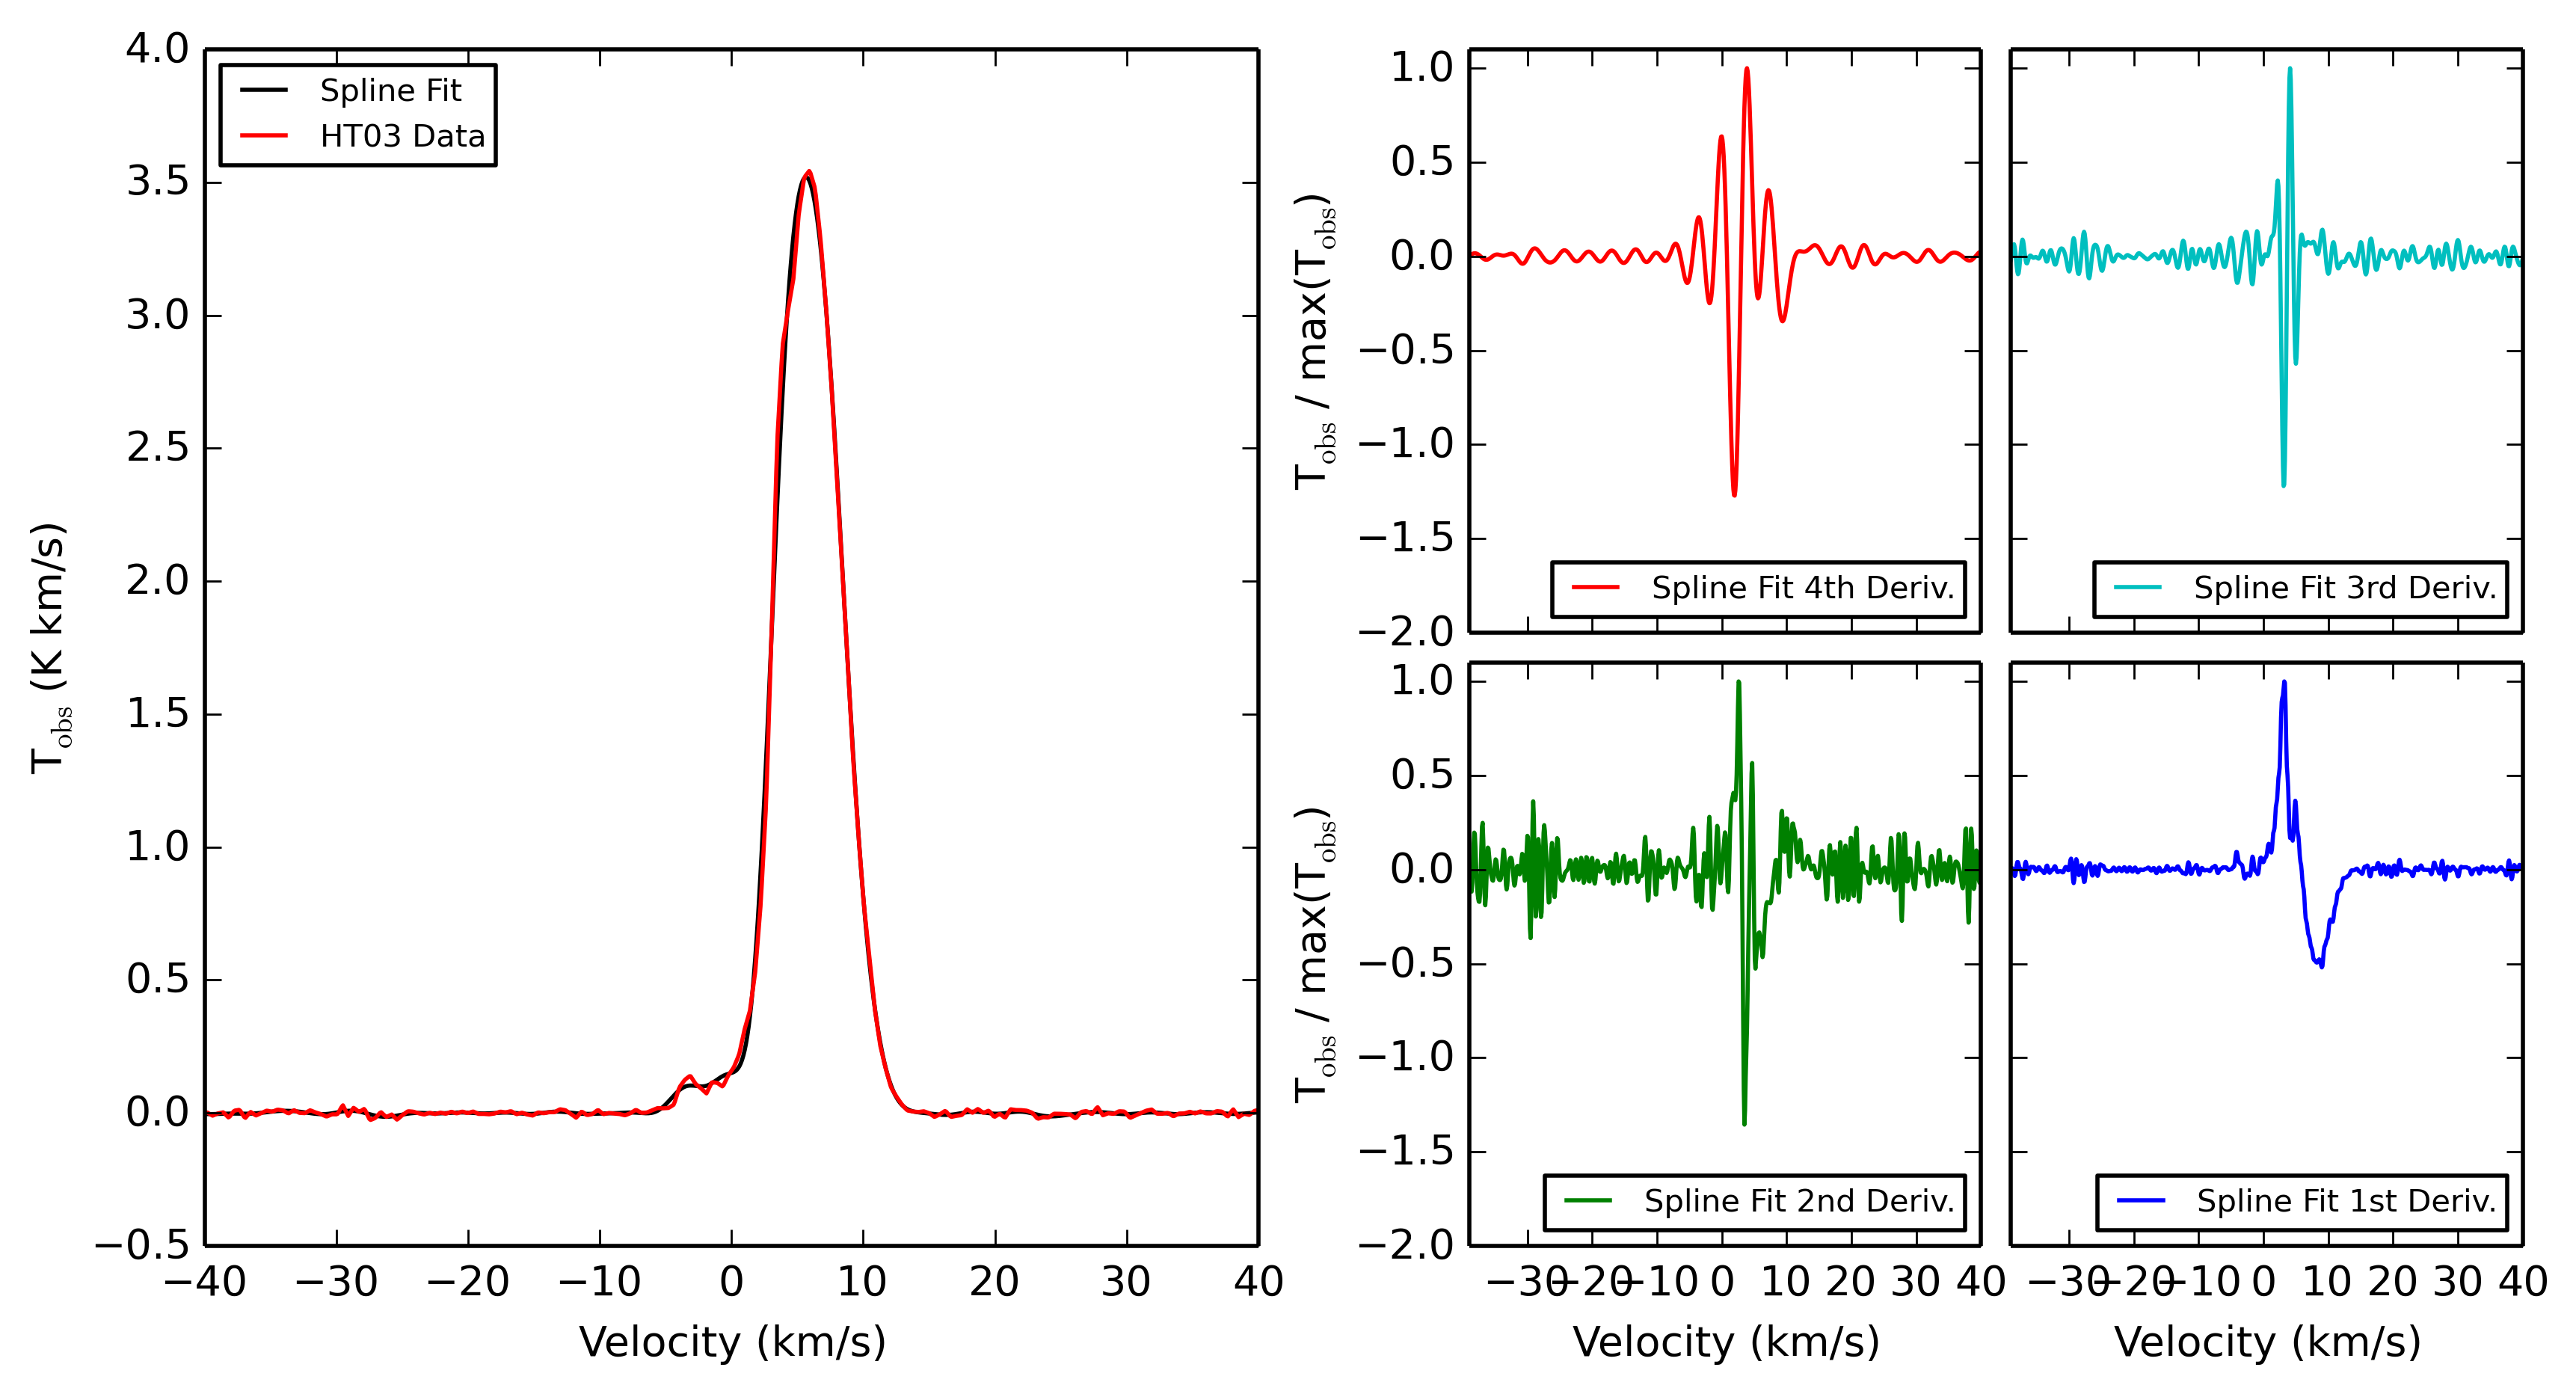 4.0
3.5
3.0
2.5
2.0
1.5
1.0
0.5
0.0
−0.5
T_obs (K km/s)
Spline Fit
HT03 Data
−40 −30 −20 −10 0 10 20 30 40
Velocity (km/s)
1.0
0.5
0.0
−0.5
−1.0
−1.5
−2.0
T_obs / max(T_obs)
Spline Fit 4th Deriv.
Spline Fit 3rd Deriv.
1.0
0.5
0.0
−0.5
−1.0
−1.5
−2.0
T_obs / max(T_obs)
Spline Fit 2nd Deriv.
Spline Fit 1st Deriv.
−30 −20 −10 0 10 20 30 40
−30 −20 −10 0 10 20 30 40
Velocity (km/s)
Velocity (km/s)